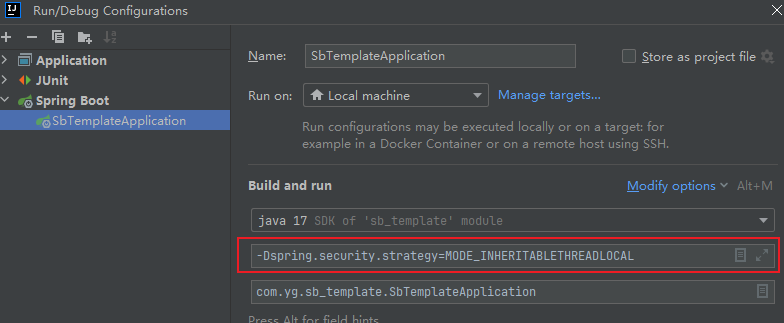 IJ Run/Debug Configurations
Application
JUnit
Spring Boot
SbTemplateApplication
Name: SbTemplateApplication Store as project file
Run on: Local machine Manage targets...
Run configurations may be executed locally or on a target: for
example in a Docker Container or on a remote host using SSH.
Build and run Modify options Alt+M
java 17 SDK of 'sb_template' module
-Dspring.security.strategy=MODE_INHERITABLETHREADLOCAL
com.yg.sb_template.SbTemplateApplication
Press Alt for field hints